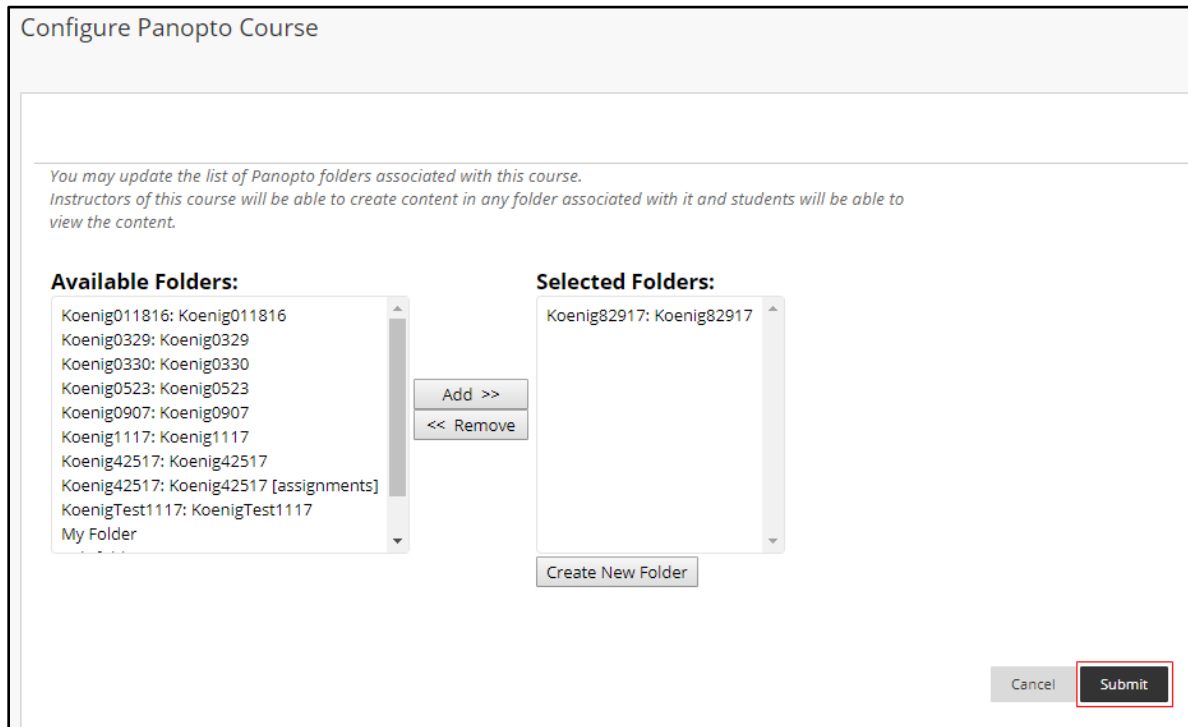 Configure Panopto Course
You may update the list of Panopto folders associated with this course.
Instructors of this course will be able to create content in any folder associated with it and students will be able to
view the content.
Available Folders:
Koenig011816: Koenig011816
Koenig0329: Koenig0329
Koenig0330: Koenig0330
Koenig0523: Koenig0523
Koenig0907: Koenig0907
Koenig1117: Koenig1117
Koenig42517: Koenig42517
Koenig42517: Koenig42517 [assignments]
KoenigTest1117: KoenigTest1117
My Folder
Add >>
<< Remove
Selected Folders:
Koenig82917: Koenig82917
Create New Folder
Cancel
Submit